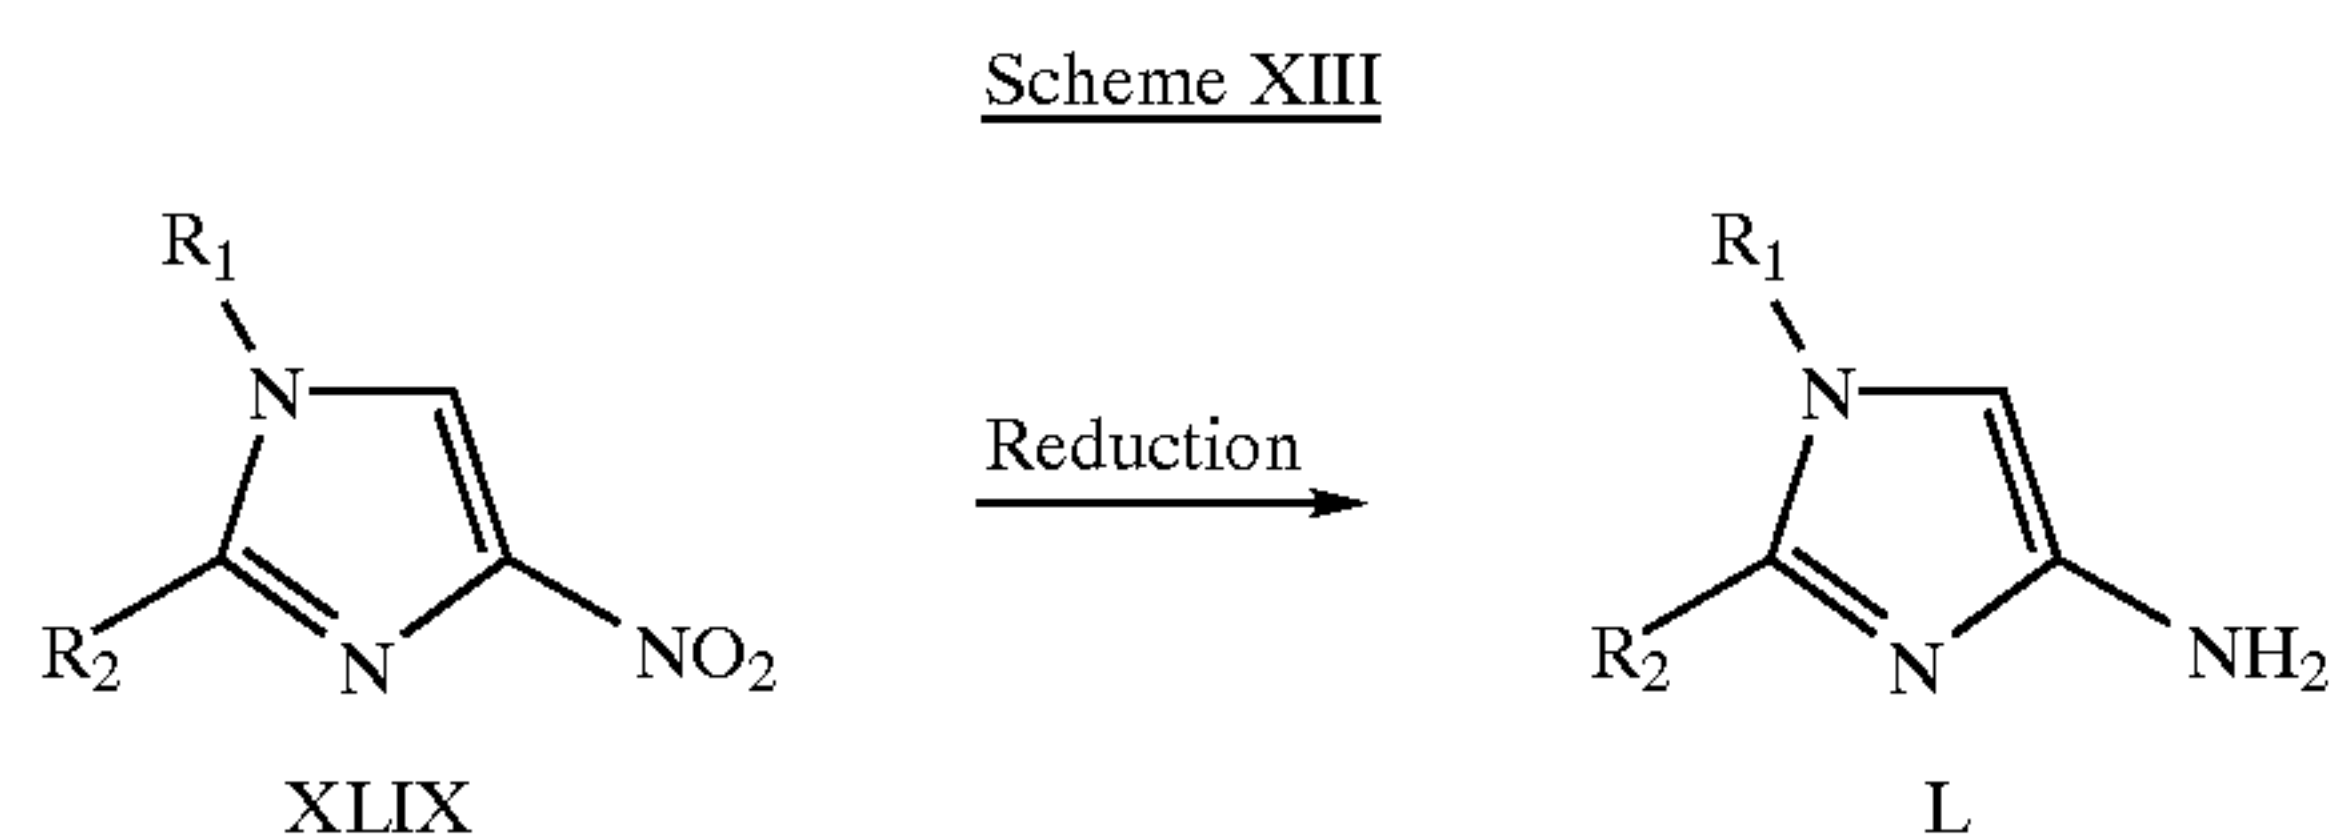 Scheme XIII
R1
N
R2
N
NO2
XLIX
Reduction
R1
N
R2
N
NH2
L